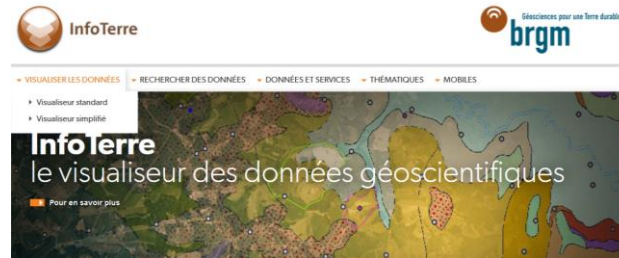 InfoTerre
Géosciences pour une Terre durable
brgm
VISUALISER LES DONNÉES
RECHERCHER DES DONNÉES
DONNÉES ET SERVICES
THÉMATIQUES
MOBILES
Visualiseur standard
Visualiseur simplifié
InfoTerre
le visualiseur des données géoscientifiques
Pour en savoir plus